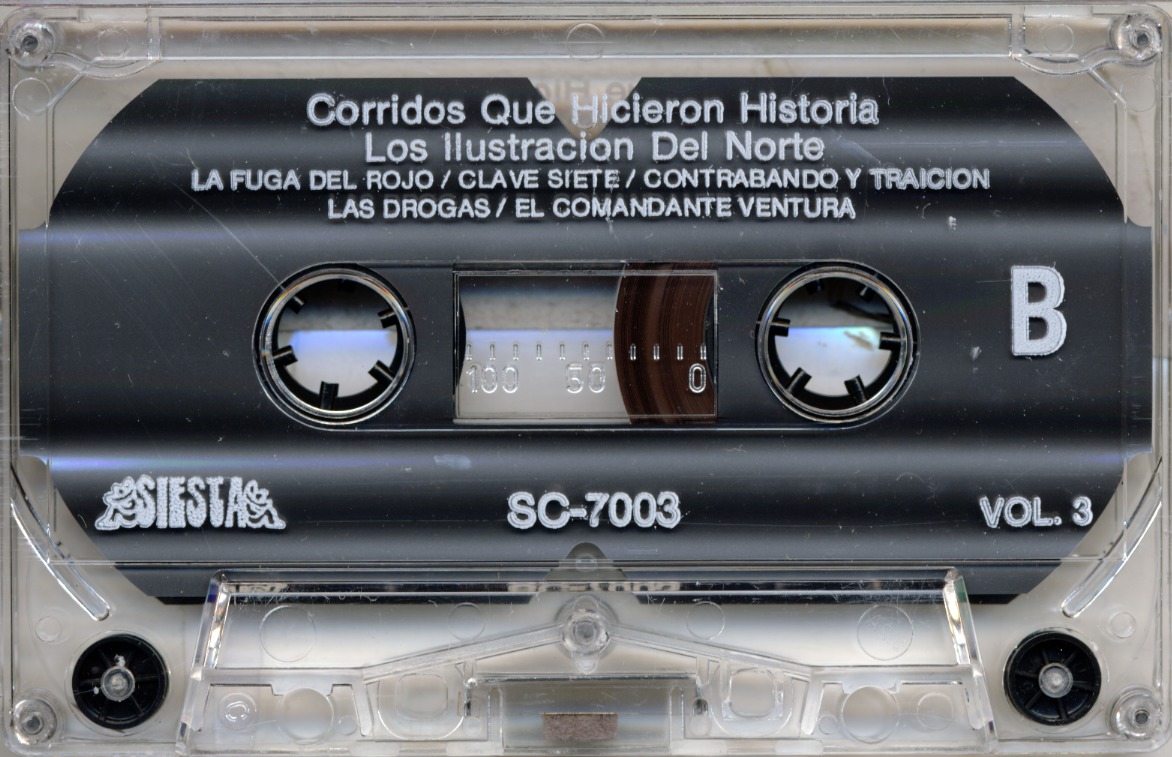 Corridos Que Hicieron Historia
Los Ilustracion Del Norte
LA FUGA DEL ROJO / CLAVE SIETE / CONTRABANDO Y TRAICION
LAS DROGAS / EL COMANDANTE VENTURA
B
100 50 0
SIESTA
SC-7003
VOL. 3